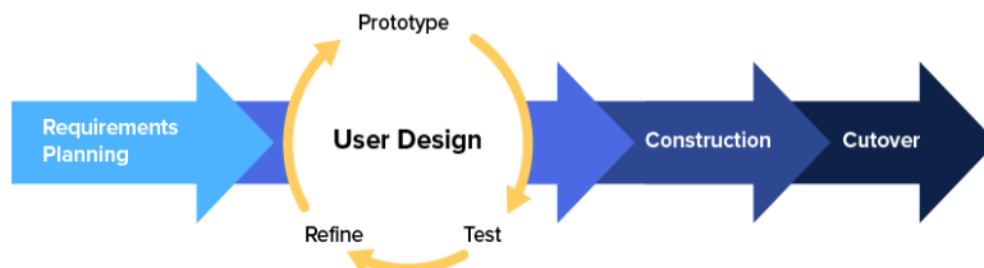 Prototype
Requirements
Planning
User Design
Construction
Cutover
Refine
Test